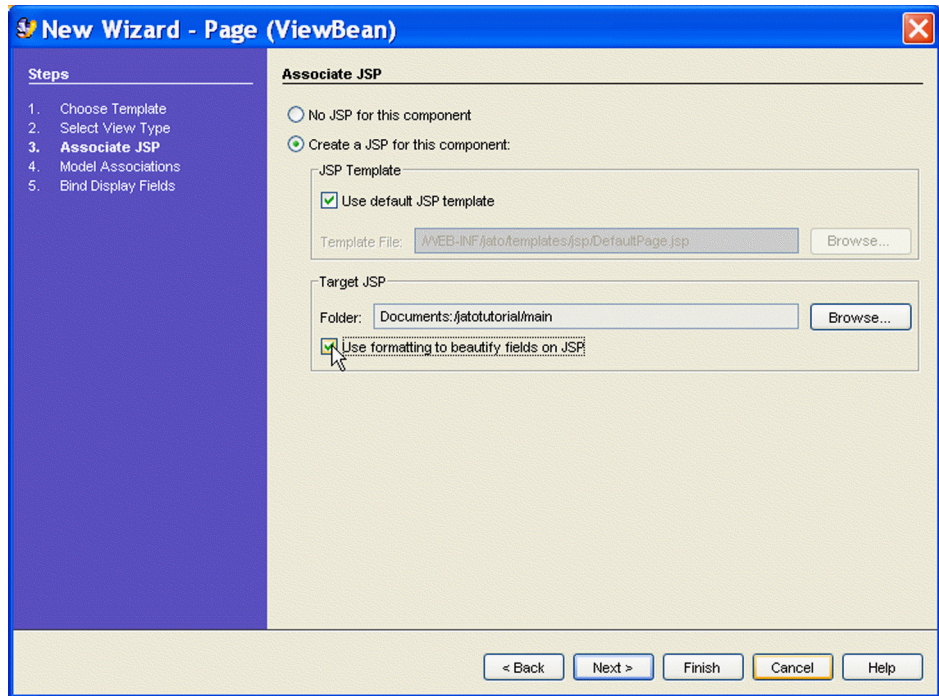 New Wizard - Page (ViewBean)
Steps
1. Choose Template
2. Select View Type
3. Associate JSP
4. Model Associations
5. Bind Display Fields
Associate JSP
No JSP for this component
Create a JSP for this component:
JSP Template
Use default JSP template
Template File: /WEB-INF/jato/templates/jsp/DefaultPage.jsp Browse...
Target JSP
Folder: Documents:/jatotutorial/main Browse...
Use formatting to beautify fields on JSP
< Back Next > Finish Cancel Help